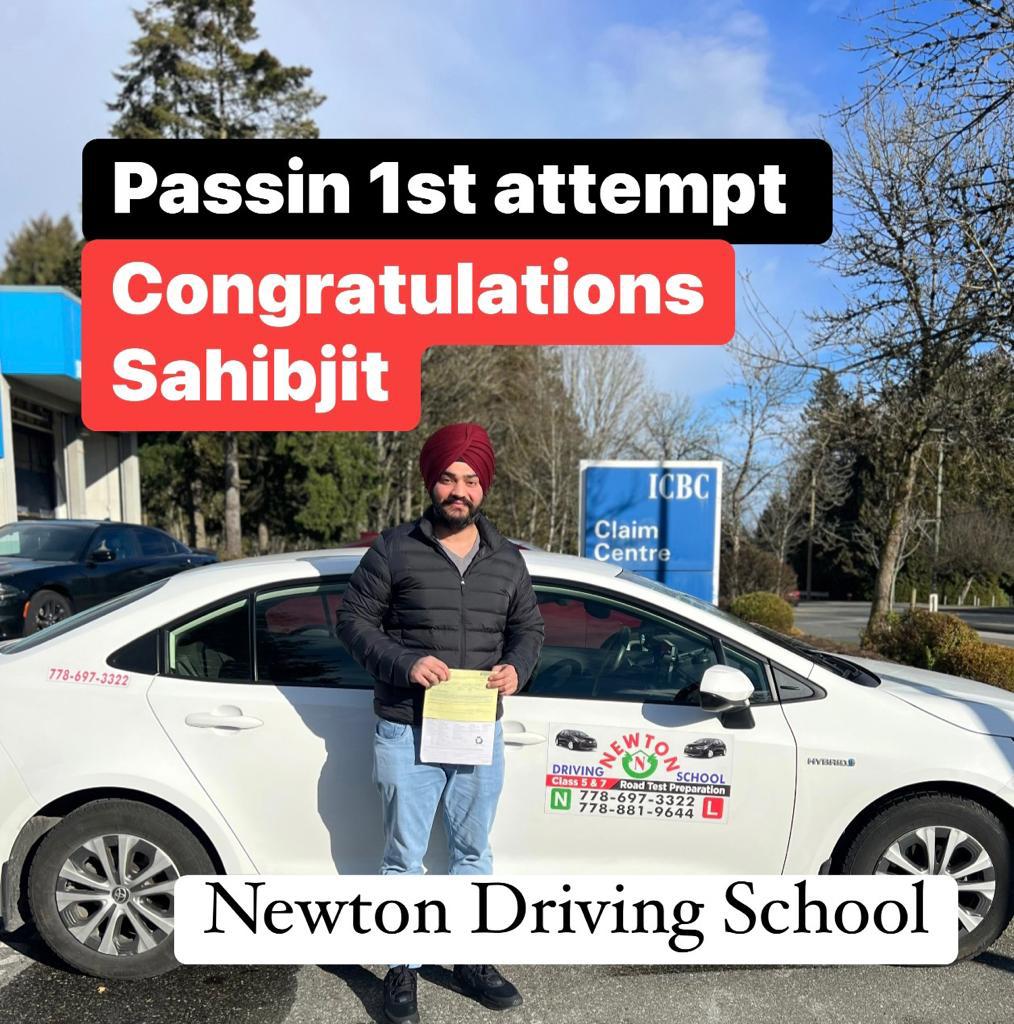 Passin 1st attempt
Congratulations
Sahibjit
ICBC
Claim
Centre
778-697-3322
HYBRID
NEWTON
N
DRIVING SCHOOL
Class 5 & 7 Road Test Preparation
N 778-697-3322 L
778-881-9644
Newton Driving School